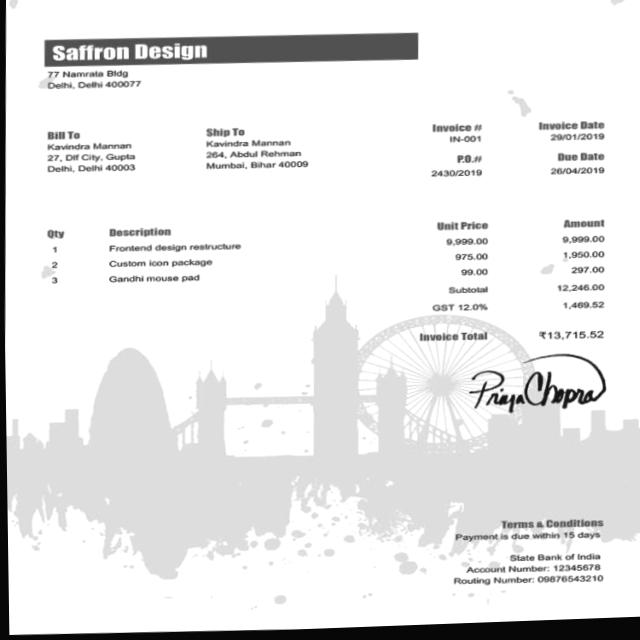 Saffron Design
77 Namrata Bldg
Delhi, Delhi 400077
Bill To
Kavindra Mannan
27, Dlf City, Gupta
Delhi, Delhi 40003
Ship To
Kavindra Mannan
264, Abdul Rehman
Mumbai, Bihar 40009
Invoice #
IN-001
P.O.#
2430/2019
Invoice Date
29/01/2019
Due Date
26/04/2019
Qty Description Unit Price Amount
1 Frontend design restructure 9,999.00 9,999.00
2 Custom icon package 975.00 1,950.00
3 Gandhi mouse pad 99.00 297.00
Subtotal 12,246.00
GST 12.0% 1,469.52
Invoice Total ₹13,715.52
Priya Chopra
Terms & Conditions
Payment is due within 15 days
State Bank of India
Account Number: 12345678
Routing Number: 09876543210